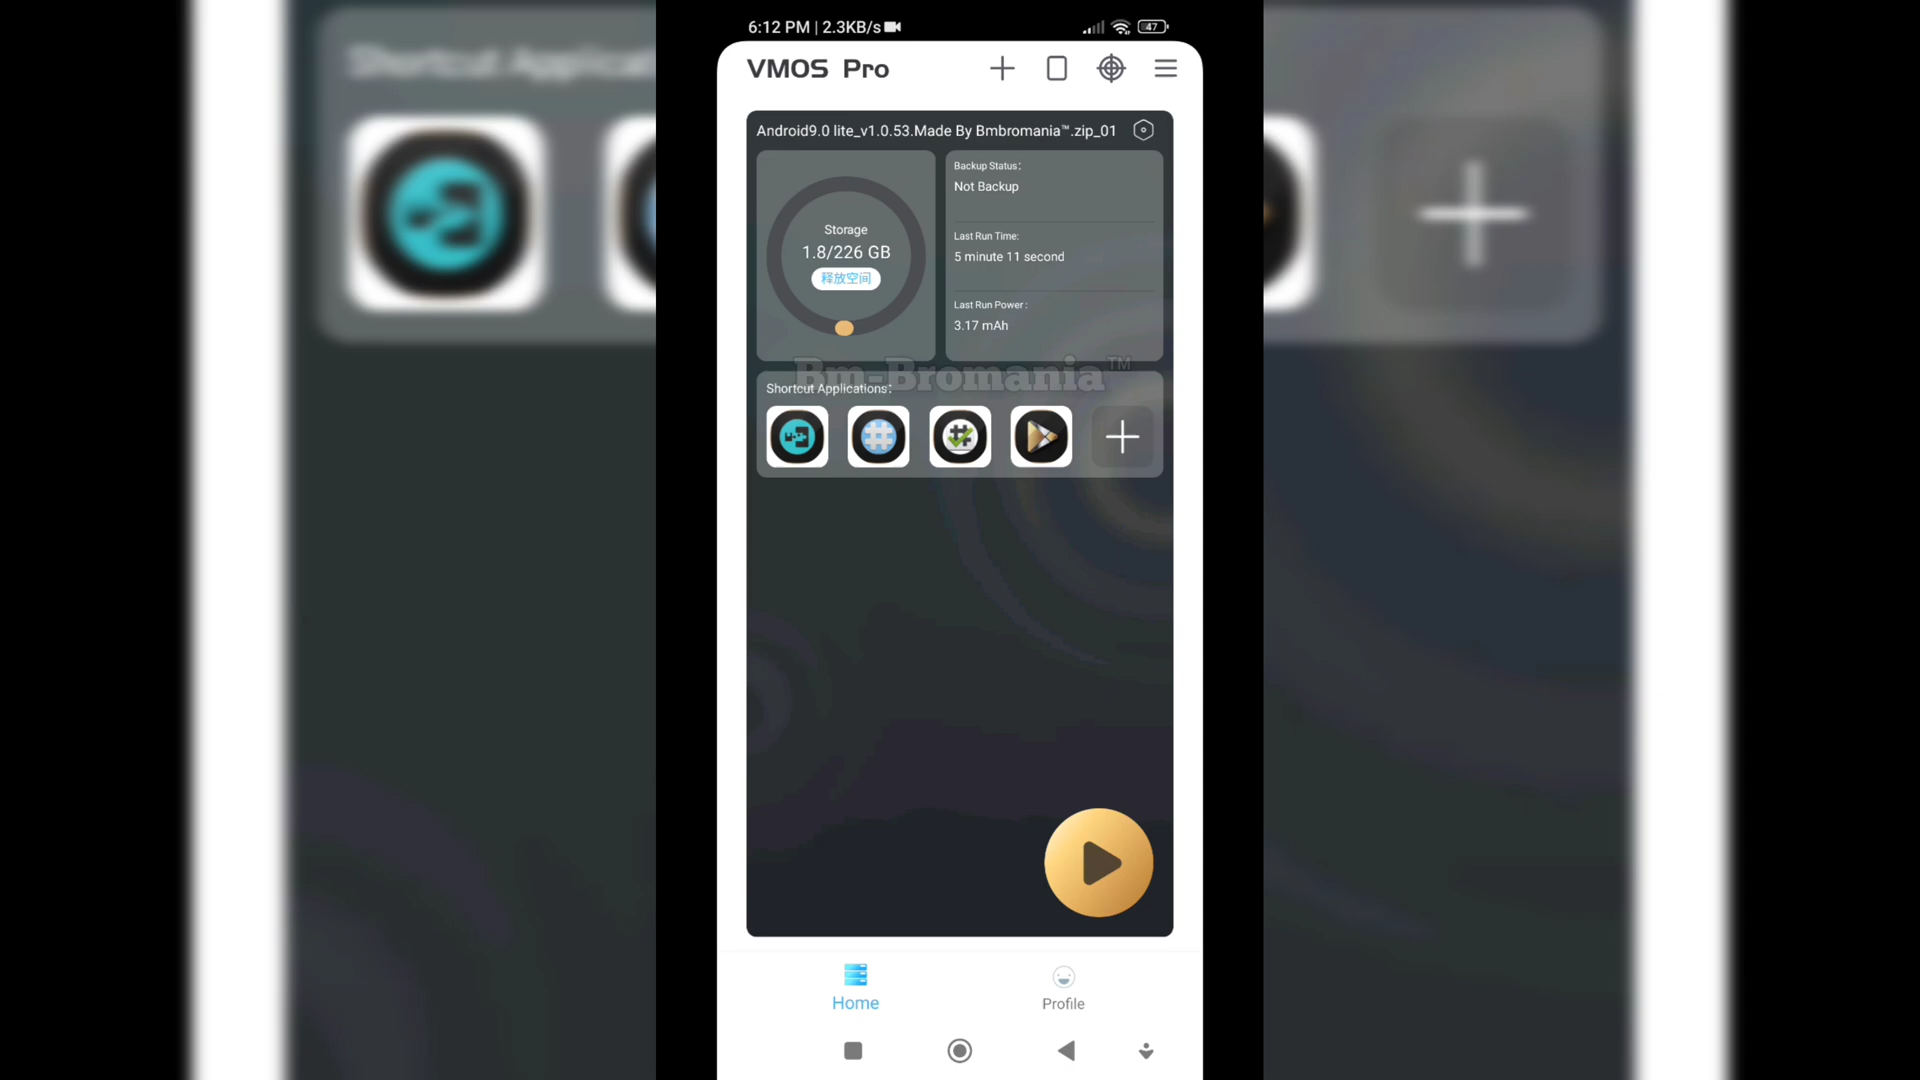 Shortcut Applicat
6:12 PM | 2.3KB/s
47
VMOS Pro
Android9.0 lite_v1.0.53.Made By Bmbromania™.zip_01
Storage
1.8/226 GB
释放空间
Backup Status:
Not Backup
Last Run Time:
5 minute 11 second
Last Run Power :
3.17 mAh
Bm-Bromania™
Shortcut Applications:
Home
Profile